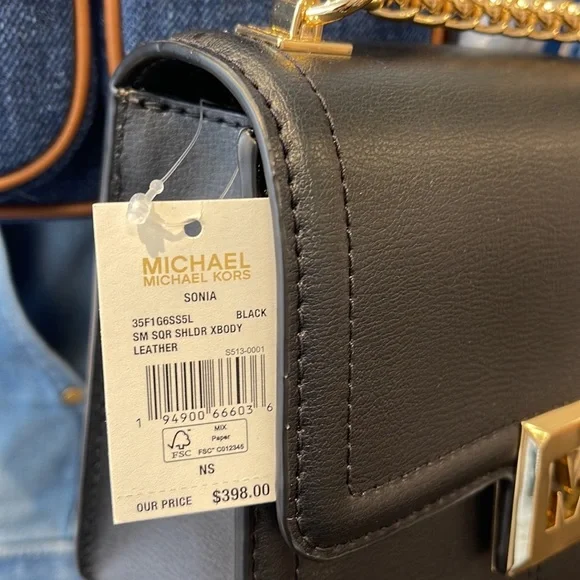 MICHAEL
MICHAEL KORS
SONIA
35F1G6SS5L BLACK
SM SQR SHLDR XBODY
LEATHER
S513-0001
1 94900 66603 6
FSC
MIX
Paper
FSC® C012345
NS
OUR PRICE $398.00
M